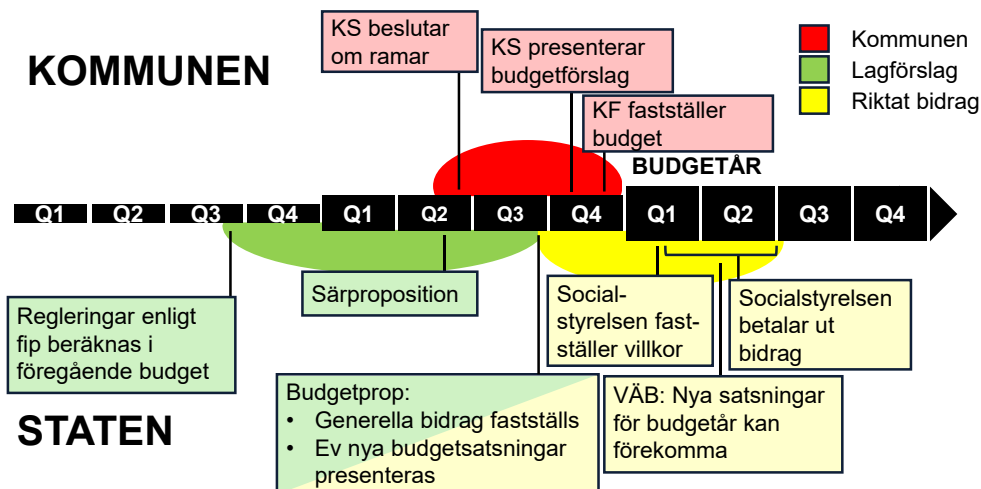 KOMMUNEN
KS beslutar
om ramar
KS presenterar
budgetförslag
KF fastställer
budget
Kommunen
Lagförslag
Riktat bidrag
BUDGETÅR
Q1 Q2 Q3 Q4 Q1 Q2 Q3 Q4 Q1 Q2 Q3 Q4
Regleringar enligt
fip beräknas i
föregående budget
Särproposition
Social-
styrelsen fast-
ställer villkor
Socialstyrelsen
betalar ut
bidrag
Budgetprop:
• Generella bidrag fastställs
• Ev nya budgetsatsningar
presenteras
VÄB: Nya satsningar
för budgetår kan
förekomma
STATEN